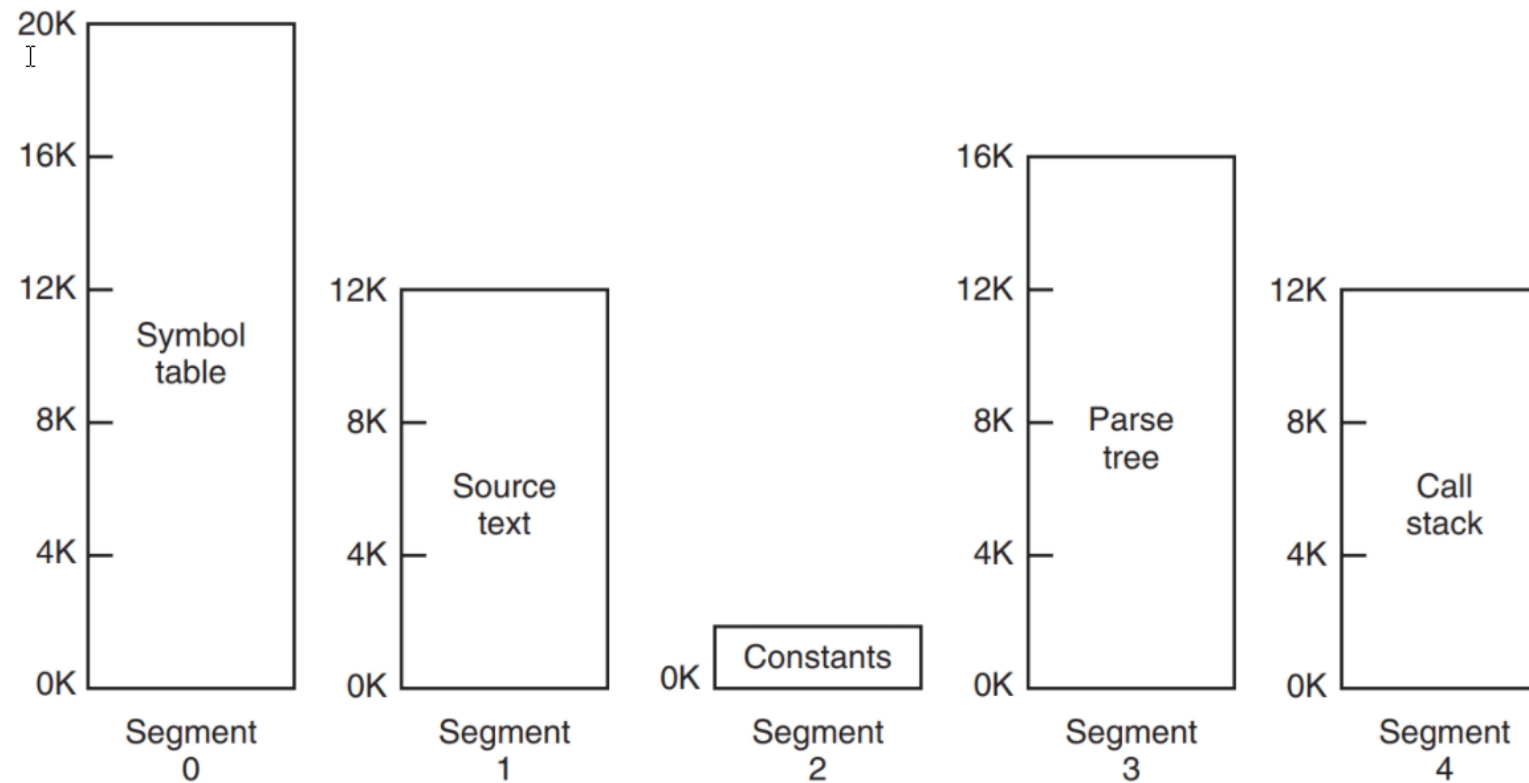 20K
16K
12K
8K
4K
0K
Symbol
table
Segment
0
12K
8K
4K
0K
Source
text
Segment
1
0K
Constants
Segment
2
16K
12K
8K
4K
0K
Parse
tree
Segment
3
12K
8K
4K
0K
Call
stack
Segment
4